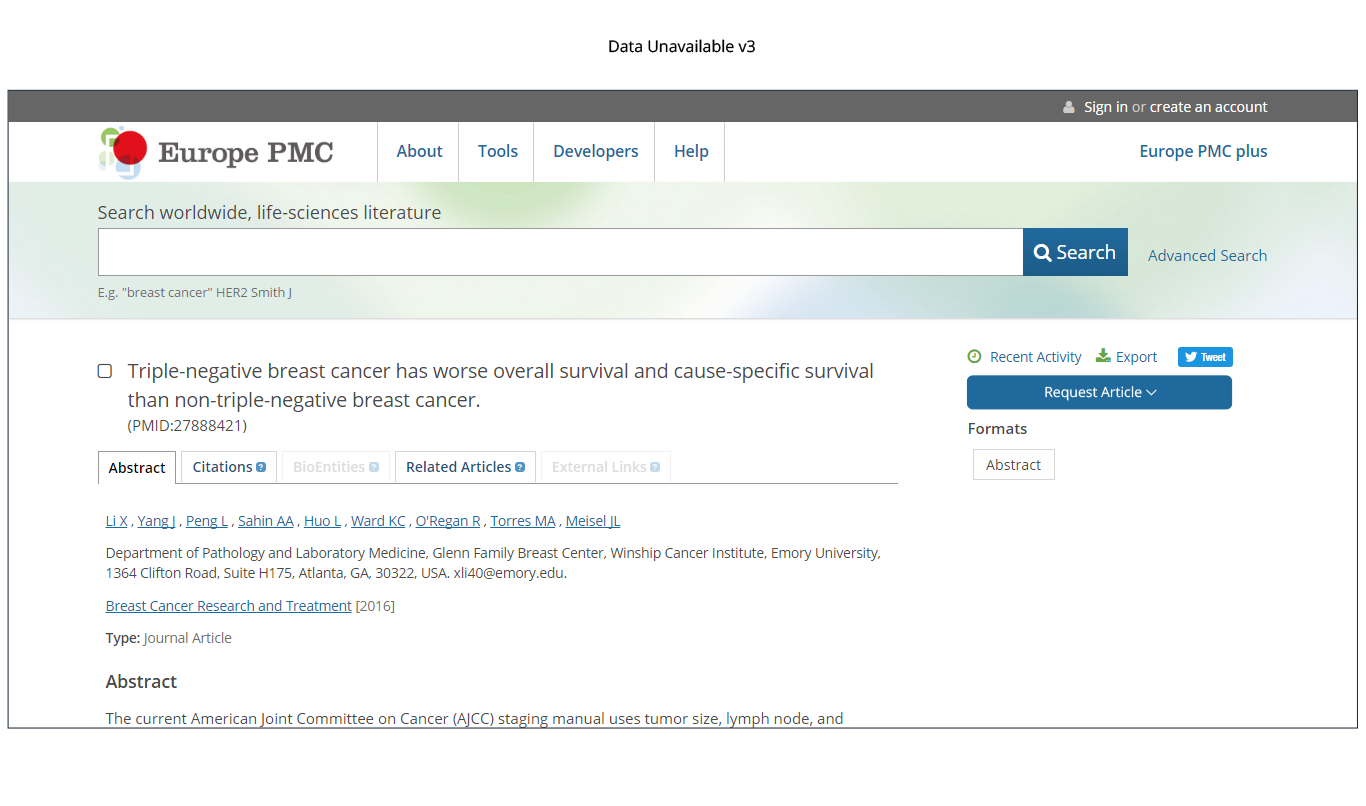 Data Unavailable v3
Sign in or create an account
Europe PMC
About
Tools
Developers
Help
Europe PMC plus
Search worldwide, life-sciences literature
Search
Advanced Search
E.g. "breast cancer" HER2 Smith J
Recent Activity
Export
Tweet
Triple-negative breast cancer has worse overall survival and cause-specific survival
than non-triple-negative breast cancer.
(PMID:27888421)
Request Article
Formats
Abstract
Abstract
Citations ?
BioEntities ?
Related Articles ?
External Links ?
Li X , Yang J , Peng L , Sahin AA , Huo L , Ward KC , O'Regan R , Torres MA , Meisel JL
Department of Pathology and Laboratory Medicine, Glenn Family Breast Center, Winship Cancer Institute, Emory University,
1364 Clifton Road, Suite H175, Atlanta, GA, 30322, USA. xli40@emory.edu.
Breast Cancer Research and Treatment [2016]
Type: Journal Article
Abstract
The current American Joint Committee on Cancer (AJCC) staging manual uses tumor size, lymph node, and